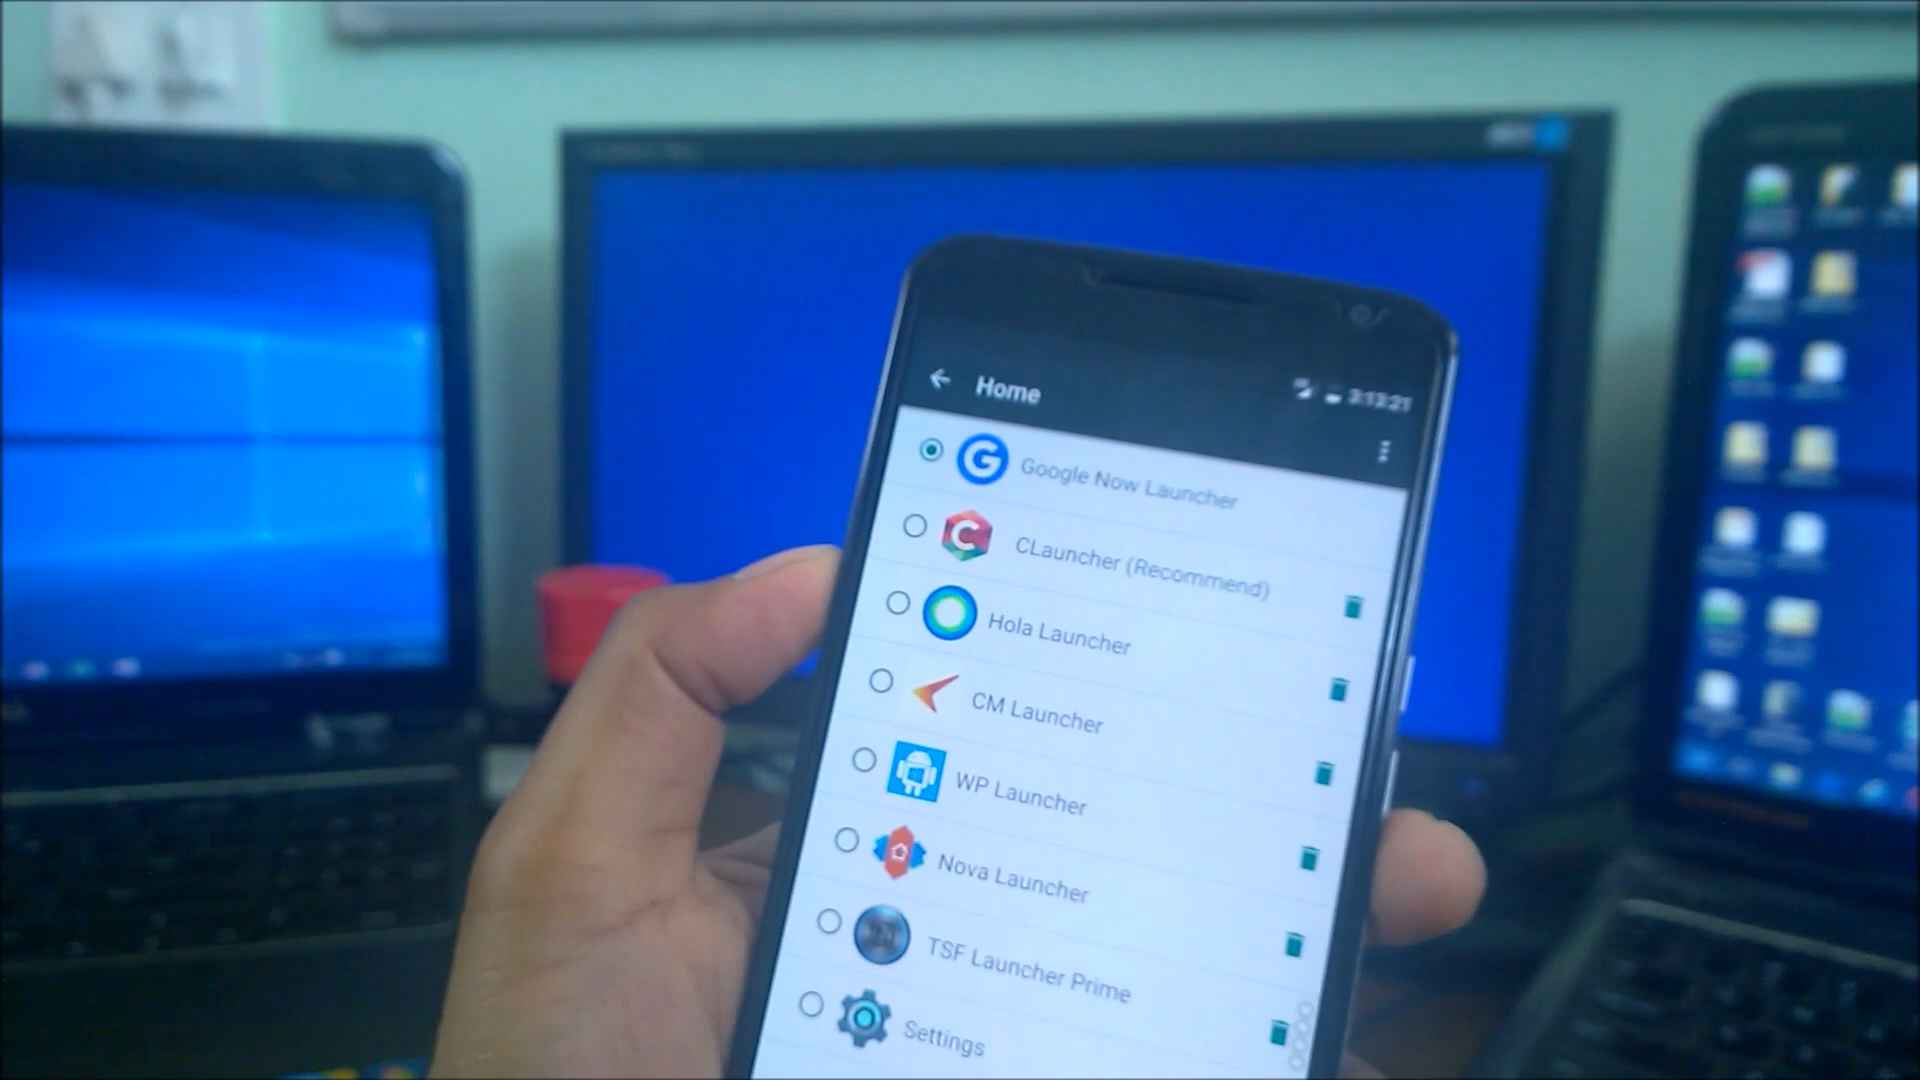 Home
3:13:21
Google Now Launcher
CLauncher (Recommend)
Hola Launcher
CM Launcher
WP Launcher
Nova Launcher
TSF Launcher Prime
Settings